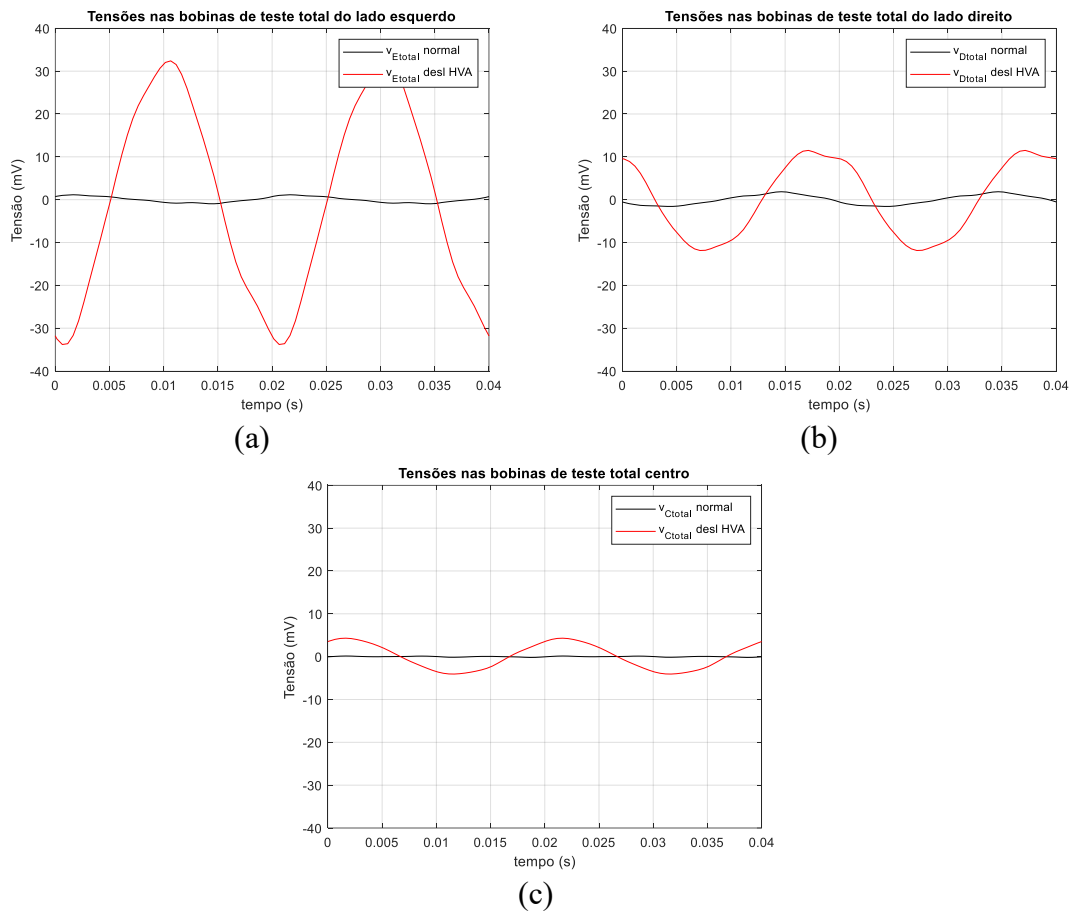 Tensões nas bobinas de teste total do lado esquerdo
v_Etotal normal
v_Etotal desl HVA
Tensão (mV)
40
30
20
10
0
-10
-20
-30
-40
0 0.005 0.01 0.015 0.02 0.025 0.03 0.035 0.04
tempo (s)
(a)
Tensões nas bobinas de teste total do lado direito
v_Dtotal normal
v_Dtotal desl HVA
Tensão (mV)
40
30
20
10
0
-10
-20
-30
-40
0 0.005 0.01 0.015 0.02 0.025 0.03 0.035 0.04
tempo (s)
(b)
Tensões nas bobinas de teste total centro
v_Ctotal normal
v_Ctotal desl HVA
Tensão (mV)
40
30
20
10
0
-10
-20
-30
-40
0 0.005 0.01 0.015 0.02 0.025 0.03 0.035 0.04
tempo (s)
(c)